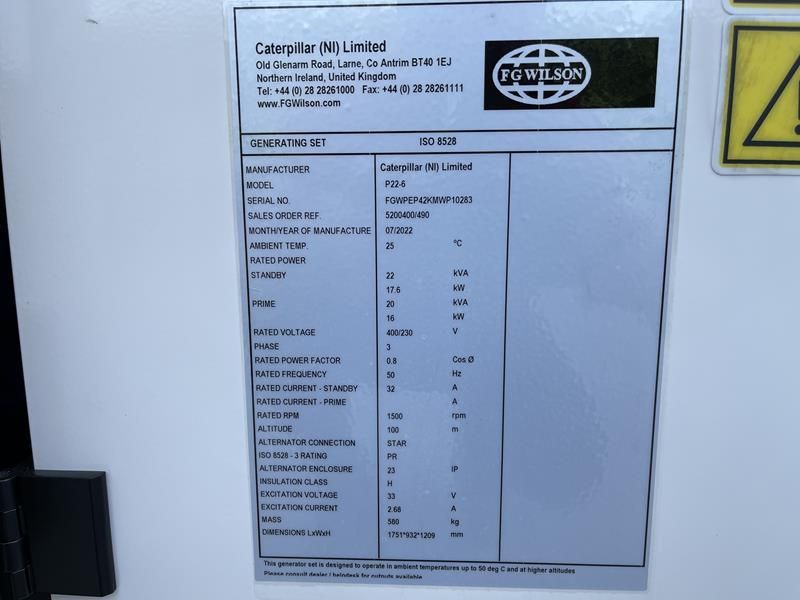 Caterpillar (NI) Limited
Old Glenarm Road, Larne, Co Antrim BT40 1EJ
Northern Ireland, United Kingdom
Tel: +44 (0) 28 28261000 Fax: +44 (0) 28 28261111
www.FGWilson.com
FG WILSON
GENERATING SET ISO 8528
MANUFACTURER Caterpillar (NI) Limited
MODEL P22-6
SERIAL NO. FGWPEP42KMWP10283
SALES ORDER REF. 5200400/490
MONTH/YEAR OF MANUFACTURE 07/2022
AMBIENT TEMP. 25 °C
RATED POWER
STANDBY 22 kVA
17.6 kW
PRIME 20 kVA
16 kW
RATED VOLTAGE 400/230 V
PHASE 3
RATED POWER FACTOR 0.8 Cos Ø
RATED FREQUENCY 50 Hz
RATED CURRENT - STANDBY 32 A
RATED CURRENT - PRIME A
RATED RPM 1500 rpm
ALTITUDE 100 m
ALTERNATOR CONNECTION STAR
ISO 8528 - 3 RATING PR
ALTERNATOR ENCLOSURE 23 IP
INSULATION CLASS H
EXCITATION VOLTAGE 33 V
EXCITATION CURRENT 2.68 A
MASS 580 kg
DIMENSIONS LxWxH 1751*932*1209 mm
This generator set is designed to operate in ambient temperatures up to 50 deg C and at higher altitudes
Please consult dealer / helpdesk for outputs available